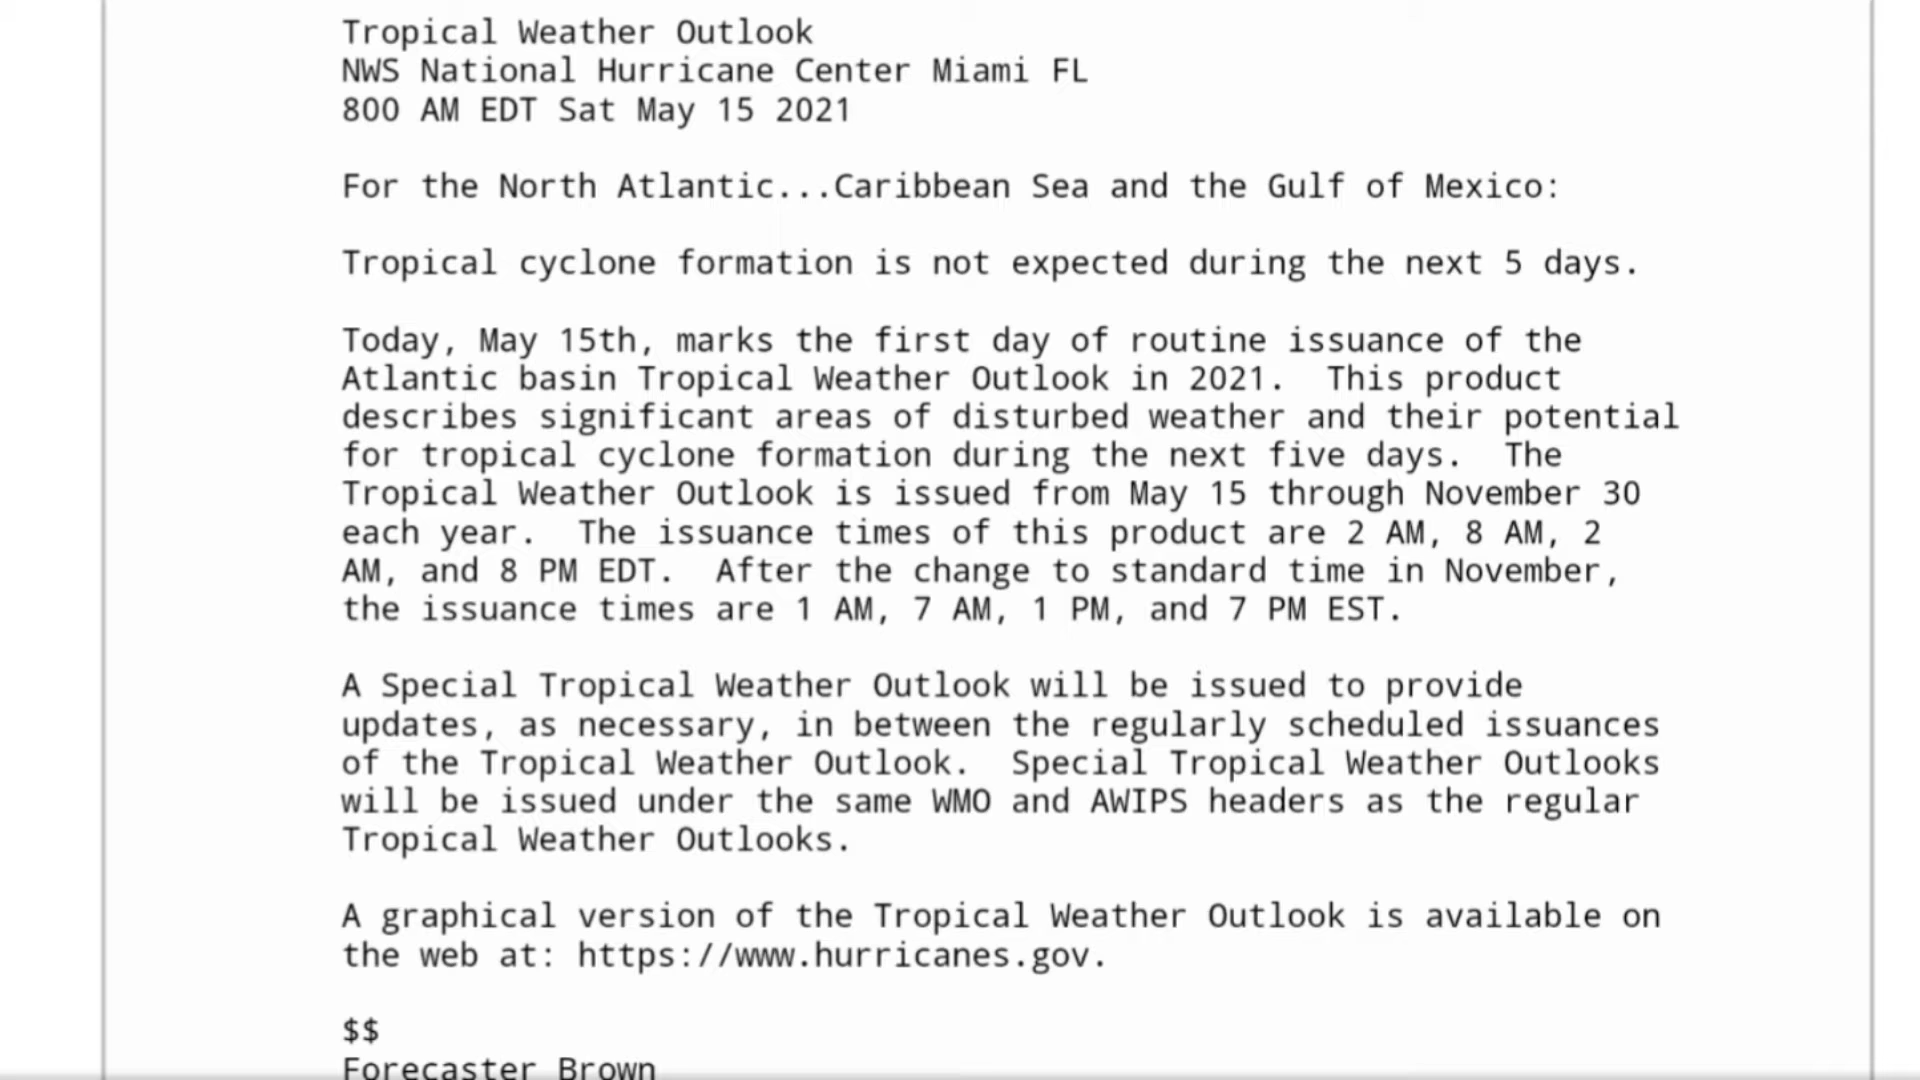 Tropical Weather Outlook
NWS National Hurricane Center Miami FL
800 AM EDT Sat May 15 2021
For the North Atlantic...Caribbean Sea and the Gulf of Mexico:
Tropical cyclone formation is not expected during the next 5 days.
Today, May 15th, marks the first day of routine issuance of the
Atlantic basin Tropical Weather Outlook in 2021.  This product
describes significant areas of disturbed weather and their potential
for tropical cyclone formation during the next five days.  The
Tropical Weather Outlook is issued from May 15 through November 30
each year.  The issuance times of this product are 2 AM, 8 AM, 2
AM, and 8 PM EDT.  After the change to standard time in November,
the issuance times are 1 AM, 7 AM, 1 PM, and 7 PM EST.
A Special Tropical Weather Outlook will be issued to provide
updates, as necessary, in between the regularly scheduled issuances
of the Tropical Weather Outlook.  Special Tropical Weather Outlooks
will be issued under the same WMO and AWIPS headers as the regular
Tropical Weather Outlooks.
A graphical version of the Tropical Weather Outlook is available on
the web at: https://www.hurricanes.gov.
$$
Forecaster Brown